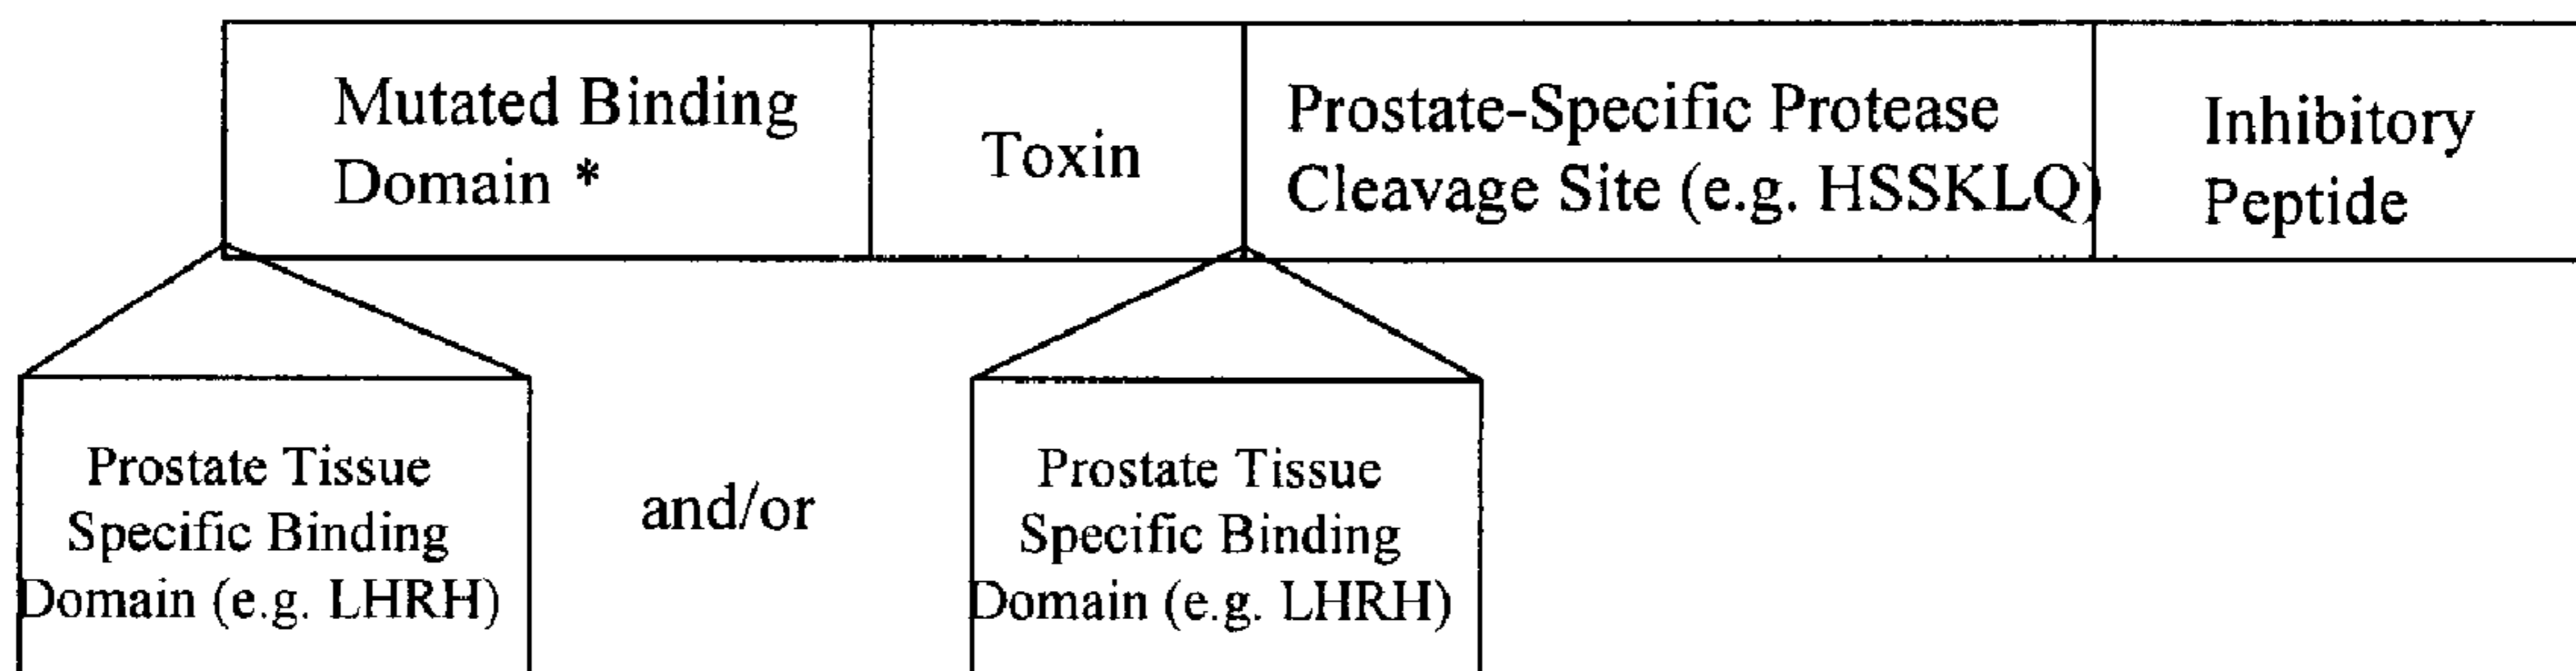 Mutated Binding
Domain *
Toxin
Prostate-Specific Protease
Cleavage Site (e.g. HSSKLQ)
Inhibitory
Peptide
Prostate Tissue
Specific Binding
Domain (e.g. LHRH)
and/or
Prostate Tissue
Specific Binding
Domain (e.g. LHRH)